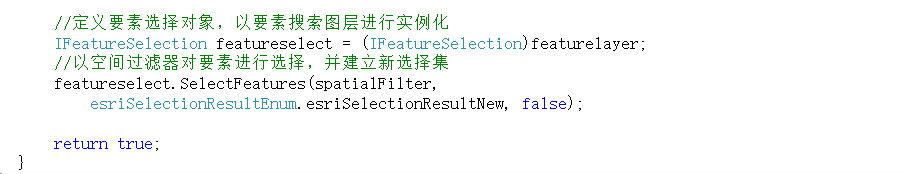 //定义要素选择对象，以要素搜索图层进行实例化
IFeatureSelection featureselect = (IFeatureSelection)featurelayer;
//以空间过滤器对要素进行选择，并建立新选择集
featureselect.SelectFeatures(spatialFilter,
esriSelectionResultEnum.esriSelectionResultNew, false);
return true;
}